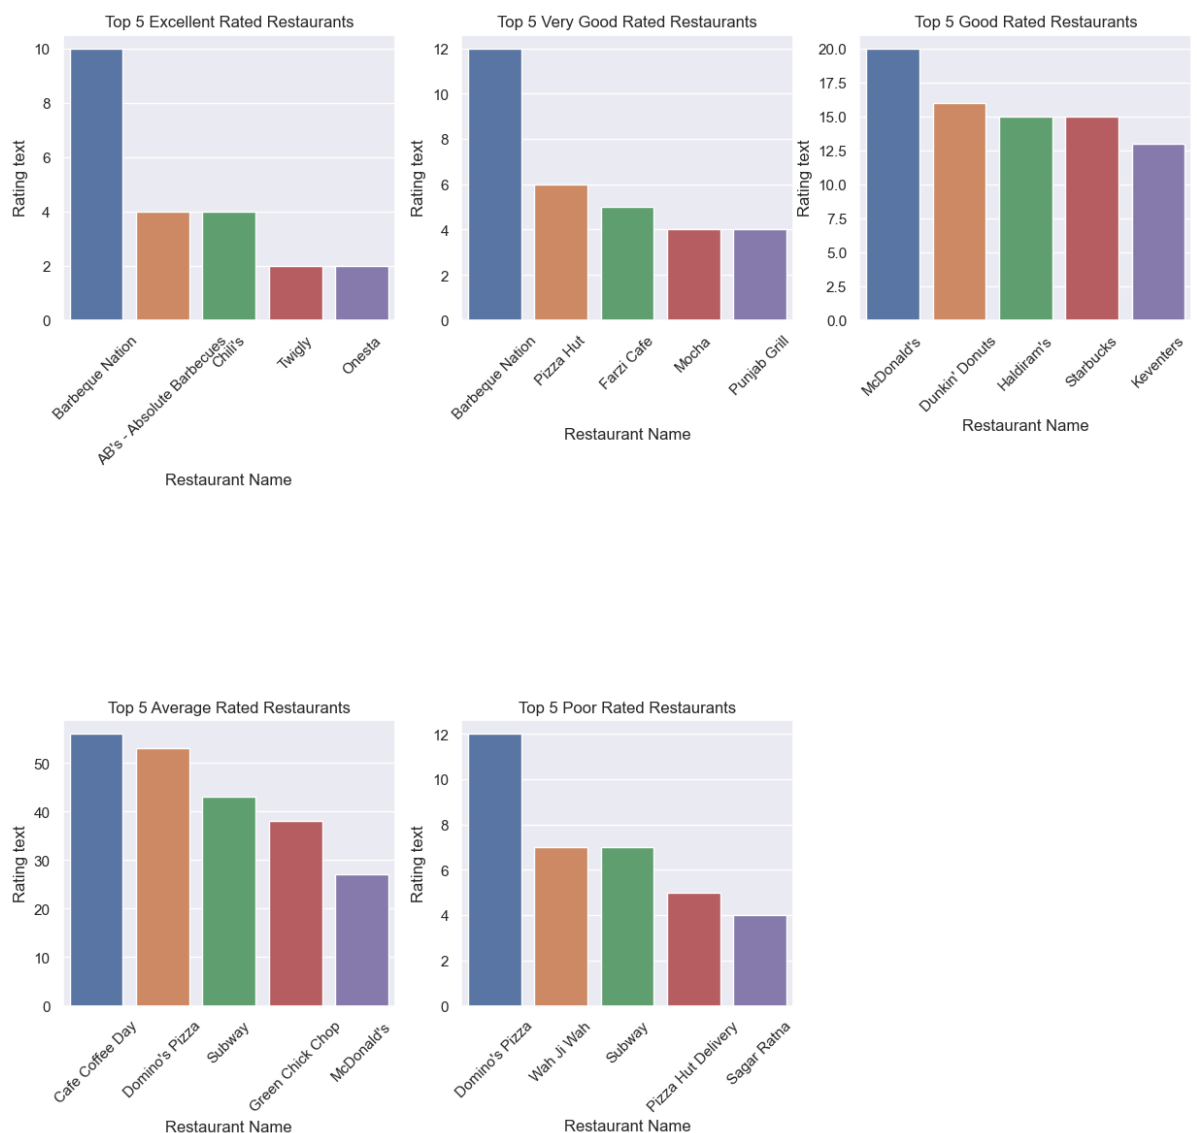 Top 5 Excellent Rated Restaurants
Rating text
10
8
6
4
2
0
Barbeque Nation
AB's - Absolute Barbecues
Chili's
Twigly
Onesta
Restaurant Name
Top 5 Very Good Rated Restaurants
Rating text
12
10
8
6
4
2
0
Barbeque Nation
Pizza Hut
Farzi Cafe
Mocha
Punjab Grill
Restaurant Name
Top 5 Good Rated Restaurants
Rating text
20.0
17.5
15.0
12.5
10.0
7.5
5.0
2.5
0.0
McDonald's
Dunkin' Donuts
Haldiram's
Starbucks
Keventers
Restaurant Name
Top 5 Average Rated Restaurants
Rating text
50
40
30
20
10
0
Cafe Coffee Day
Domino's Pizza
Subway
Green Chick Chop
McDonald's
Restaurant Name
Top 5 Poor Rated Restaurants
Rating text
12
10
8
6
4
2
0
Domino's Pizza
Wah Ji Wah
Subway
Pizza Hut Delivery
Sagar Ratna
Restaurant Name